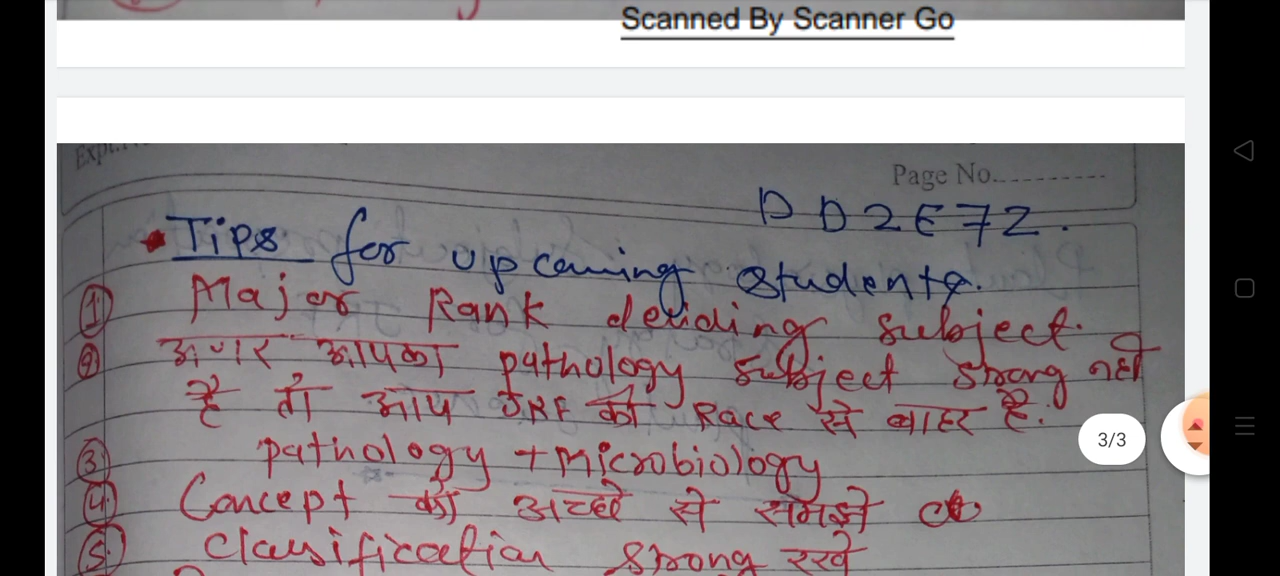 Scanned By Scanner Go
Page No.
DD2E72.
• Tips for upcoming students.
① Major Rank deciding subject.
② अगर आपका pathology subject strong नही
है तो आप JRF की Race से बाहर है.
③ pathology + Microbiology
④ Concept को अच्छे से समझे
⑤ classification strong रखे
3/3